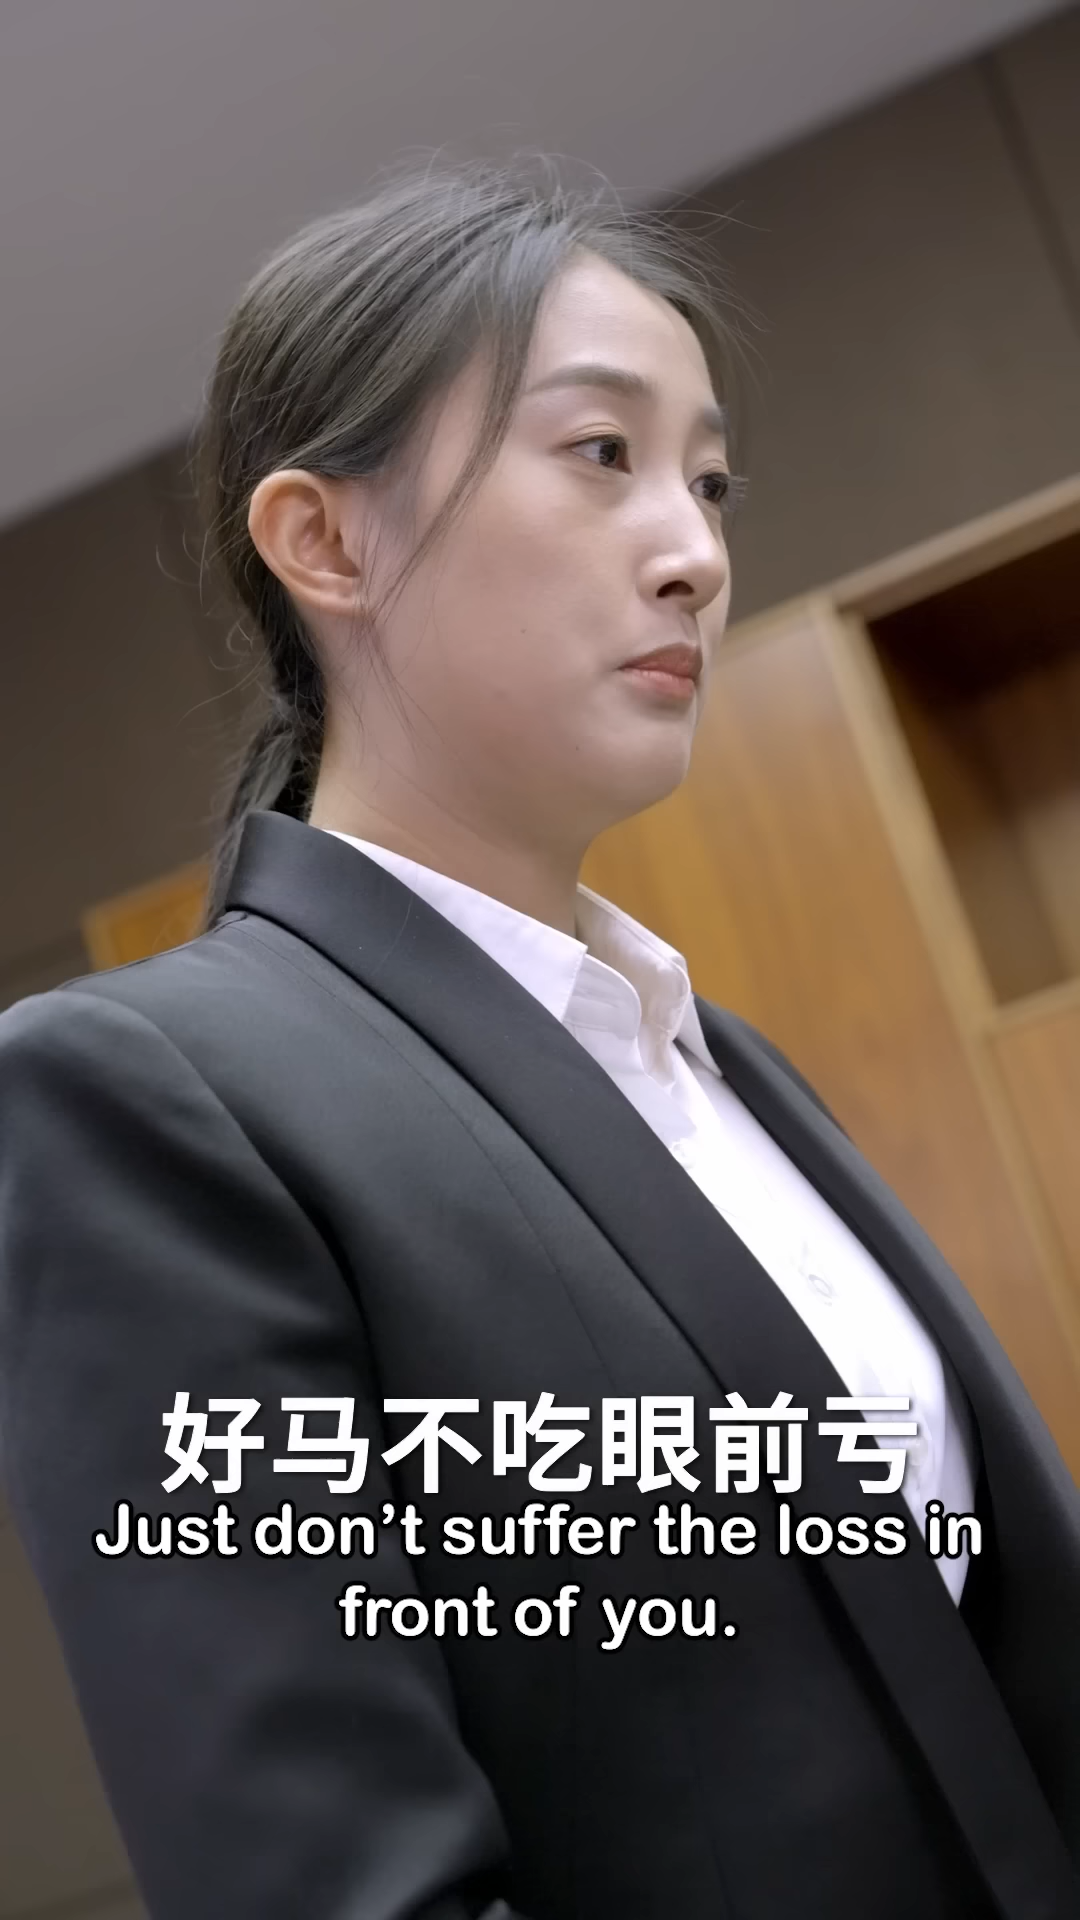 好马不吃眼前亏
Just don’t suffer the loss in
front of you.